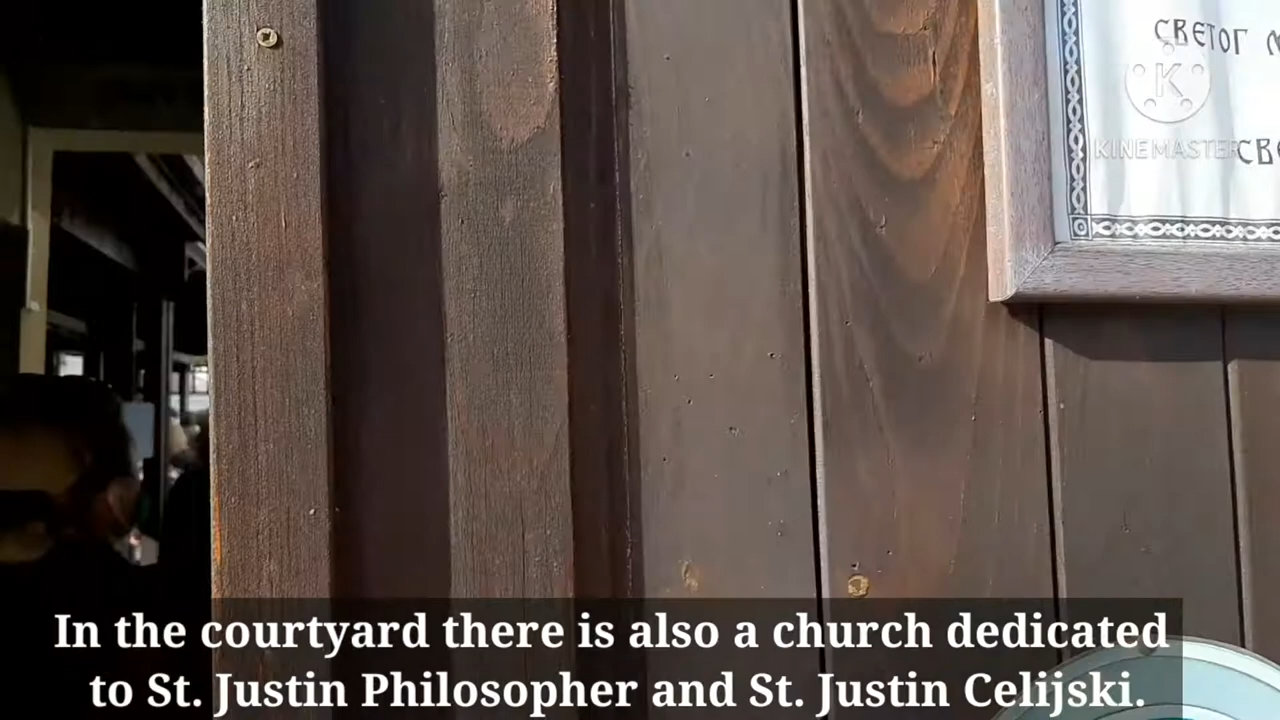 СВЕТОГ
KINEMASTER
In the courtyard there is also a church dedicated
to St. Justin Philosopher and St. Justin Celijski.